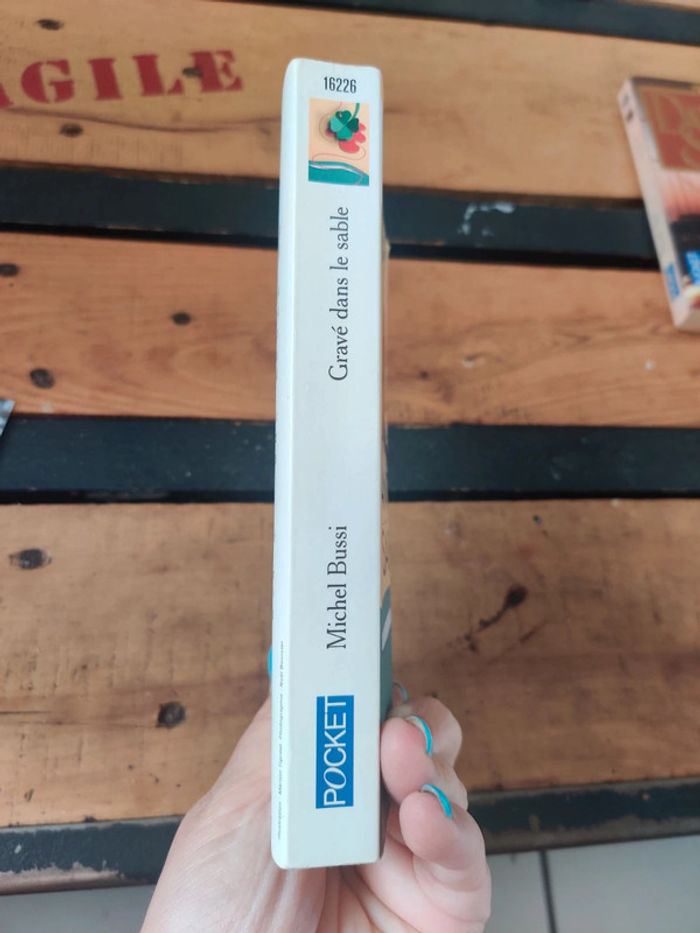 AGILE
16226
Gravé dans le sable
Michel Bussi
POCKET